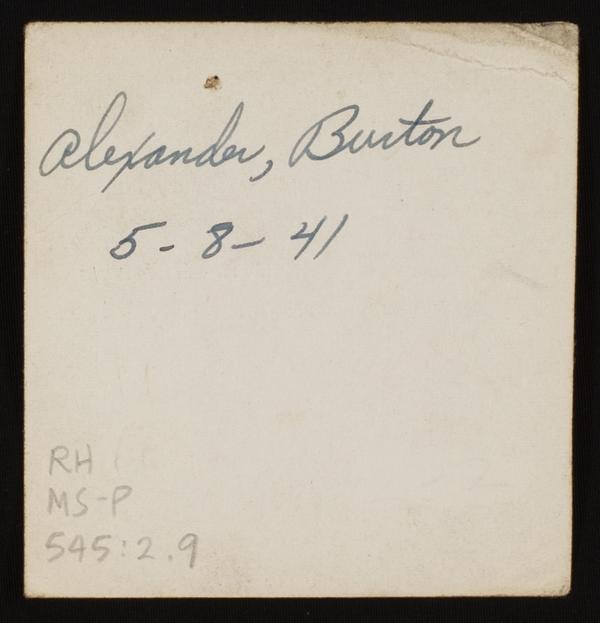 Alexander, Burton
5-8-41
RH
MS-P
545:2.9